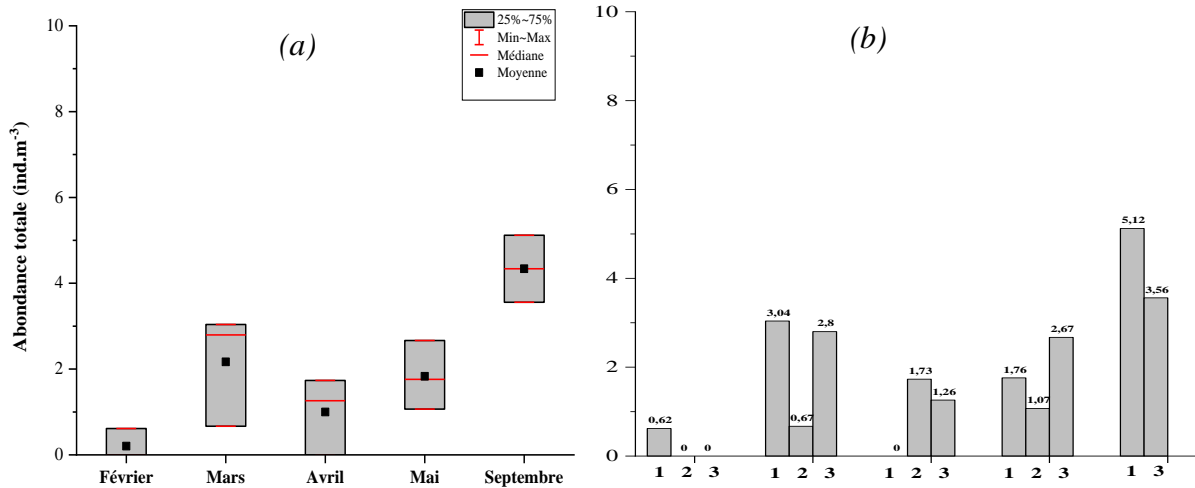 10
8
6
4
2
0
Abondance totale (ind.m-3)
(a)
25%~75%
Min~Max
Médiane
Moyenne
Février Mars Avril Mai Septembre
10
8
6
4
2
0
(b)
0,62 0 0
3,04 0,67 2,8
0 1,73 1,26
1,76 1,07 2,67
5,12 3,56
1 2 3 1 2 3 1 2 3 1 2 3 1 3